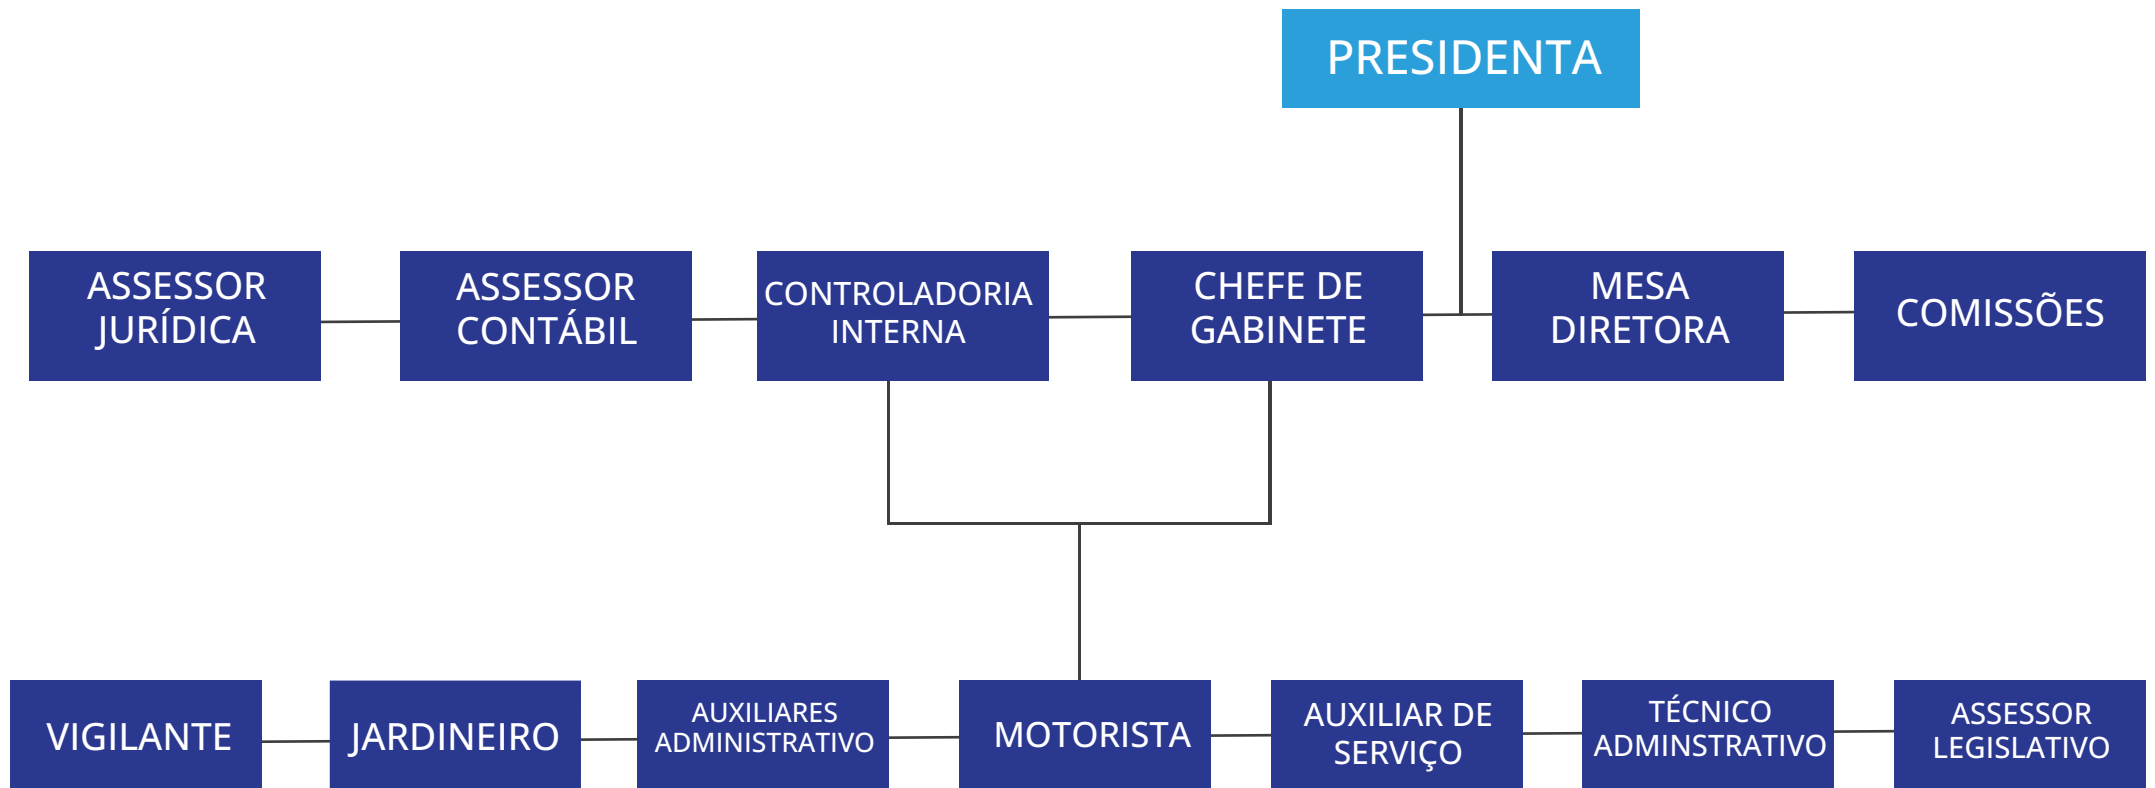 PRESIDENTA
ASSESSOR
JURÍDICA
ASSESSOR
CONTÁBIL
CONTROLADORIA
INTERNA
CHEFE DE
GABINETE
MESA
DIRETORA
COMISSÕES
VIGILANTE
JARDINEIRO
AUXILIARES
ADMINISTRATIVO
MOTORISTA
AUXILIAR DE
SERVIÇO
TÉCNICO
ADMINSTRATIVO
ASSESSOR
LEGISLATIVO